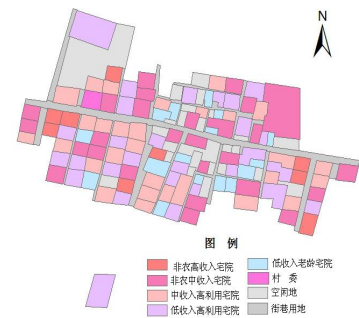 N
图 例
非农高收入宅院
非农中收入宅院
中收入高利用宅院
低收入高利用宅院
低收入老龄宅院
村 委
空闲地
街巷用地